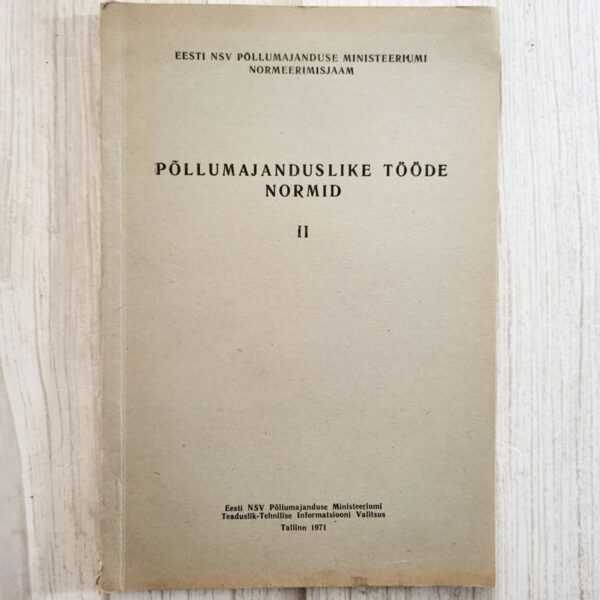 EESTI NSV PÕLLUMAJANDUSE MINISTEERIUMI
NORMEERIMISJAAM
PÕLLUMAJANDUSLIKE TÖÖDE
NORMID
II
Eesti NSV Põllumajanduse Ministeeriumi
Teaduslik-Tehnilise Informatsiooni Valitsus
Tallinn 1971